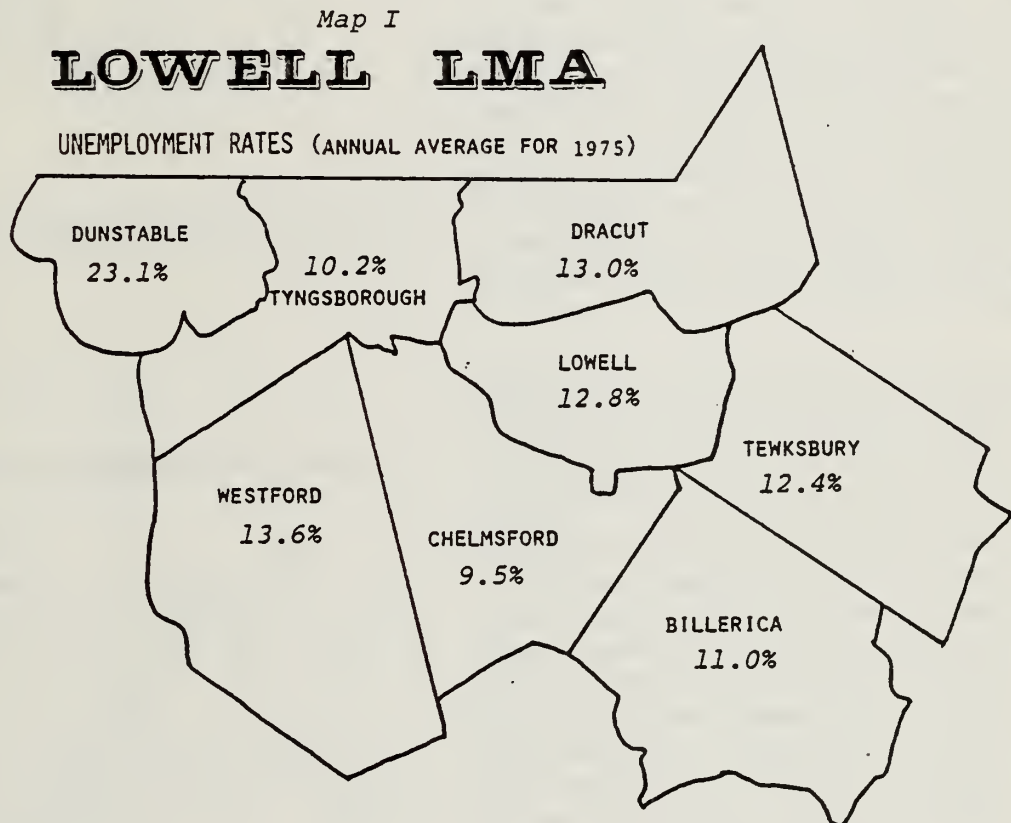 Map I
LOWELL LMA
UNEMPLOYMENT RATES (ANNUAL AVERAGE FOR 1975)
DUNSTABLE
23.1%
10.2%
TYNGSBOROUGH
DRACUT
13.0%
LOWELL
12.8%
TEWKSBURY
12.4%
WESTFORD
13.6%
CHELMSFORD
9.5%
BILLERICA
11.0%